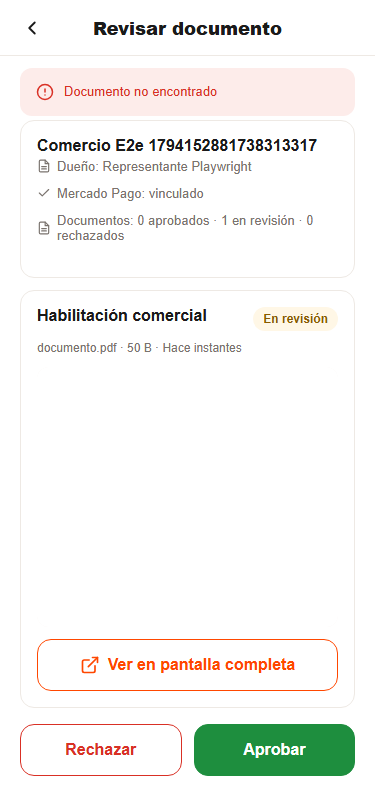 Revisar documento
Documento no encontrado
Comercio E2e 1794152881738313317
Dueño: Representante Playwright
Mercado Pago: vinculado
Documentos: 0 aprobados · 1 en revisión · 0
rechazados
Habilitación comercial
En revisión
documento.pdf · 50 B · Hace instantes
Ver en pantalla completa
Rechazar
Aprobar